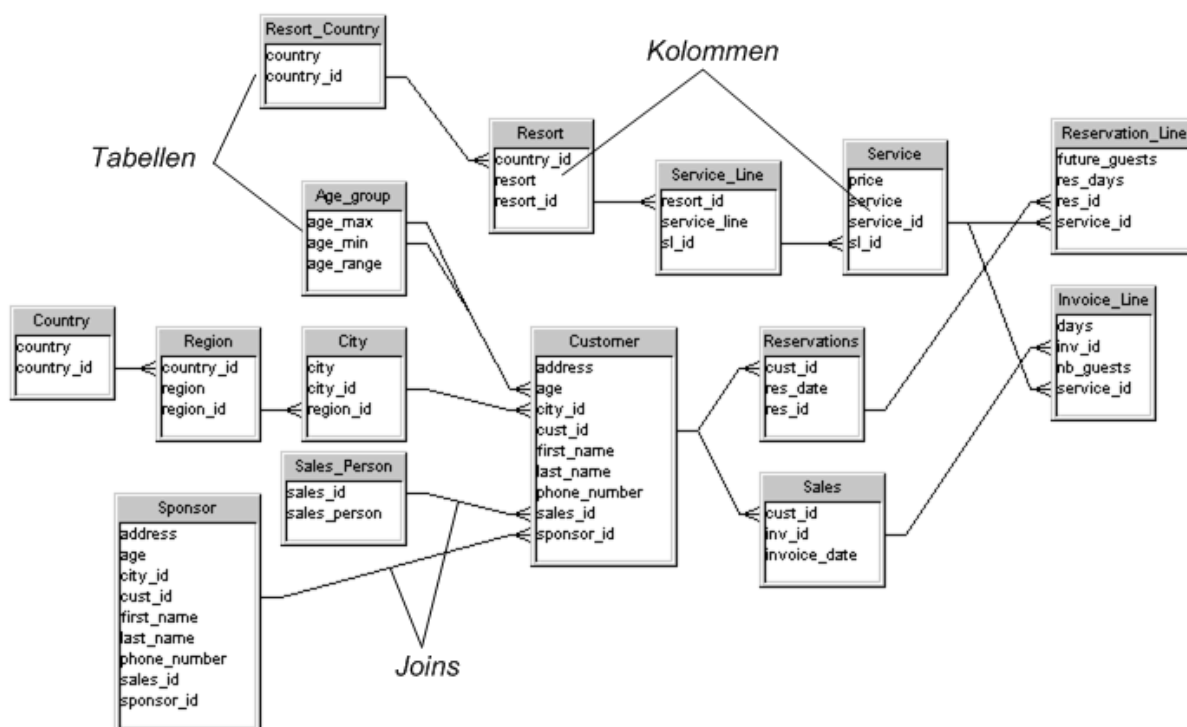 Resort_Country
country
country_id
Kolommen
Tabellen
Resort
country_id
resort
resort_id
Service_Line
resort_id
service_line
sl_id
Service
price
service
service_id
sl_id
Reservation_Line
future_guests
res_days
res_id
service_id
Age_group
age_max
age_min
age_range
Country
country
country_id
Region
country_id
region
region_id
City
city
city_id
region_id
Customer
address
age
city_id
cust_id
first_name
last_name
phone_number
sales_id
sponsor_id
Reservations
cust_id
res_date
res_id
Invoice_Line
days
inv_id
nb_guests
service_id
Sales_Person
sales_id
sales_person
Sales
cust_id
inv_id
invoice_date
Sponsor
address
age
city_id
cust_id
first_name
last_name
phone_number
sales_id
sponsor_id
Joins